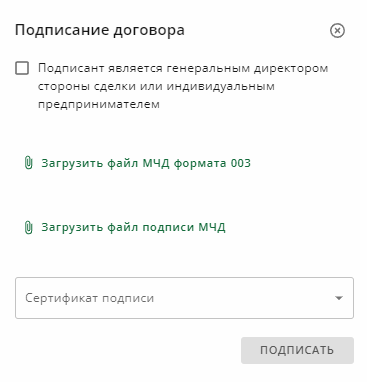 Подписание договора
Подписант является генеральным директором
стороны сделки или индивидуальным
предпринимателем
Загрузить файл МЧД формата 003
Загрузить файл подписи МЧД
Сертификат подписи
ПОДПИСАТЬ